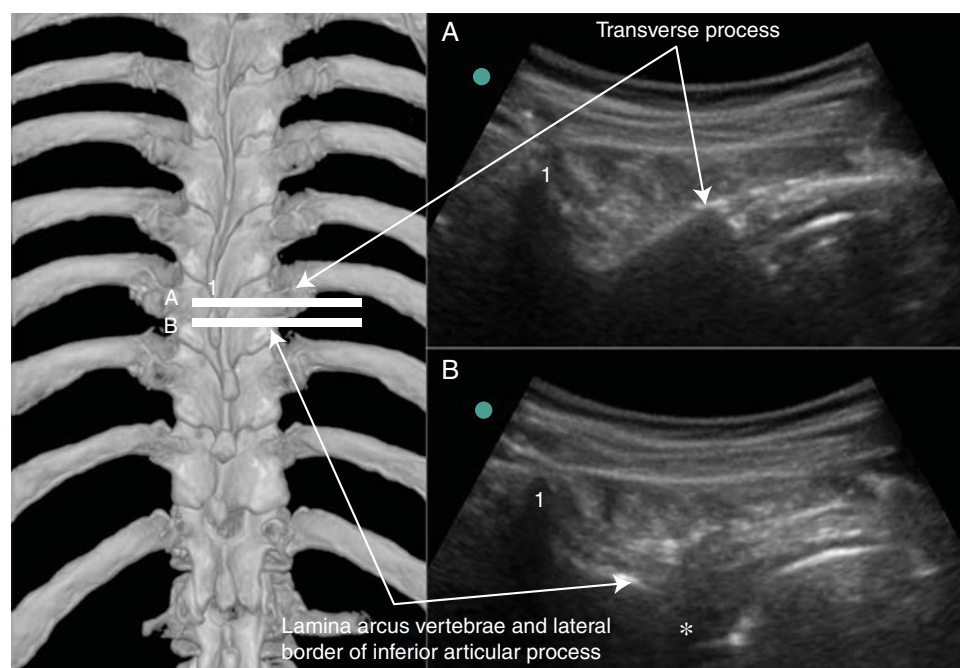 A
Transverse process
1
1
A
B
B
1
*
Lamina arcus vertebrae and lateral
border of inferior articular process